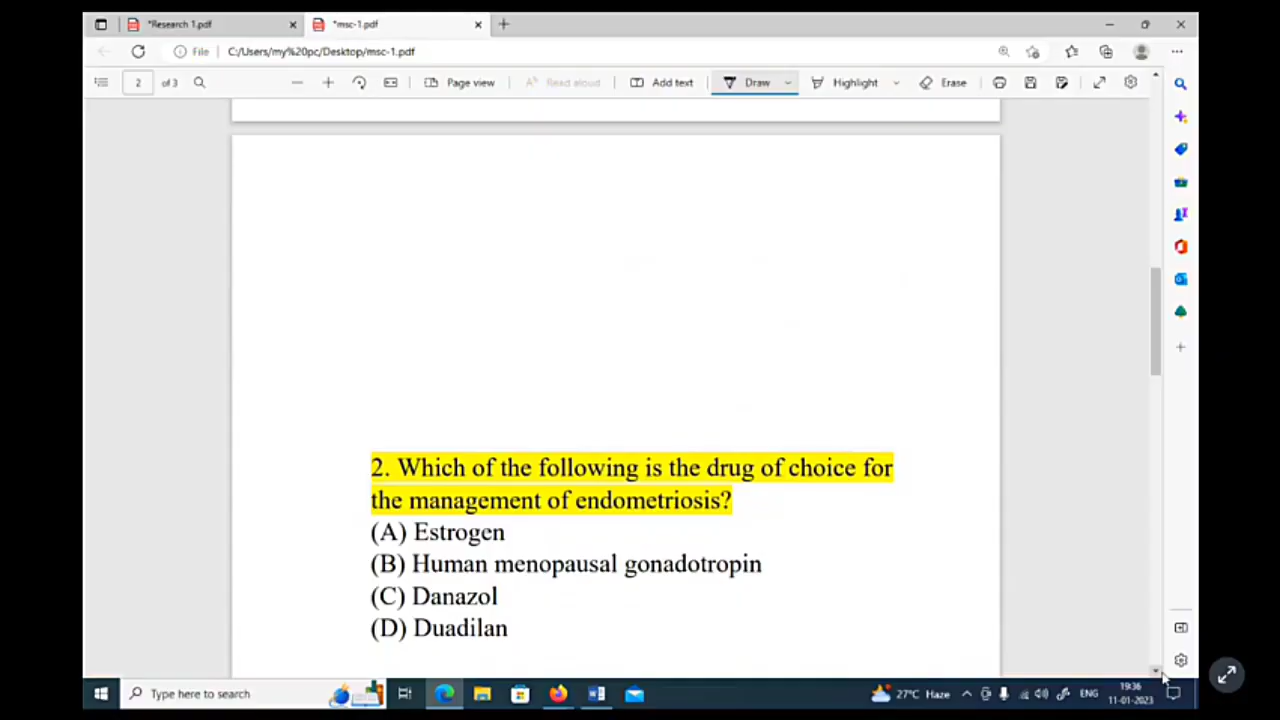 *Research 1.pdf
*msc-1.pdf
File
C:/Users/my%20pc/Desktop/msc-1.pdf
2 of 3
Page view
Read aloud
Add text
Draw
Highlight
Erase
2. Which of the following is the drug of choice for
the management of endometriosis?
(A) Estrogen
(B) Human menopausal gonadotropin
(C) Danazol
(D) Duadilan
Type here to search
27°C Haze
ENG
19:36
11-01-2023